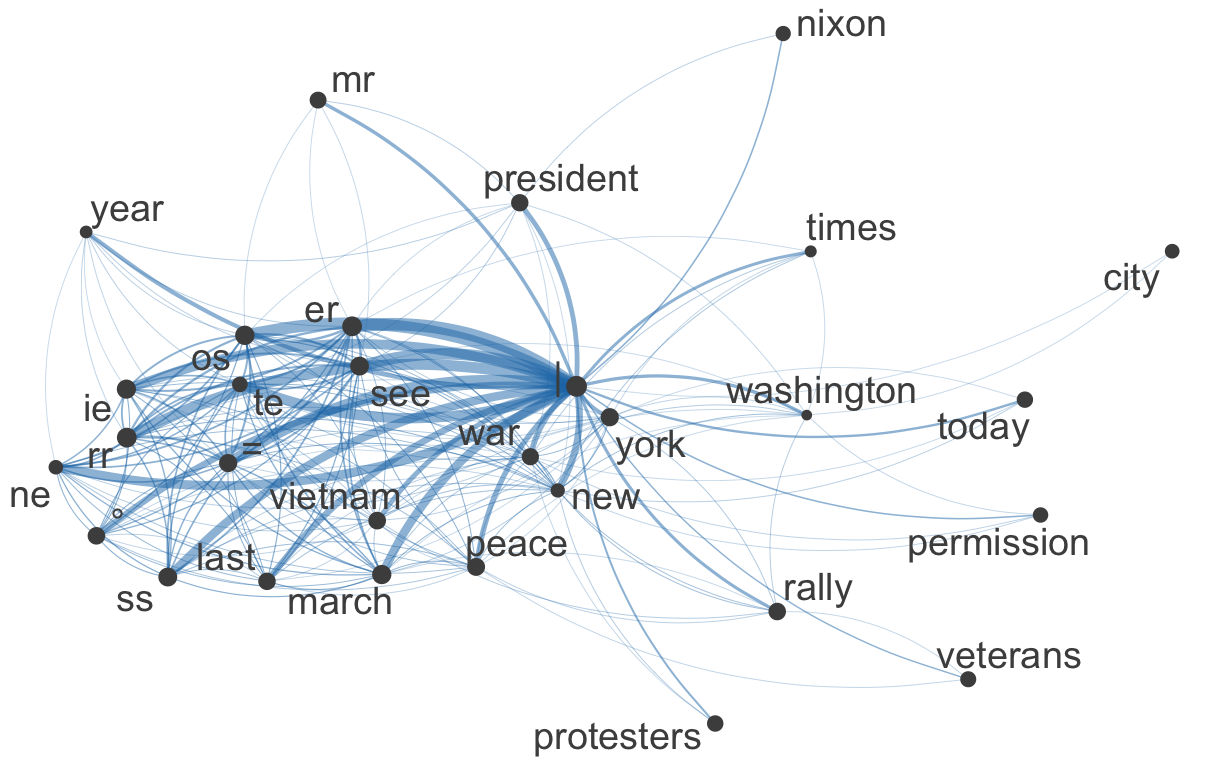 nixon
mr
president
year
times
city
er
os
|
see
te
ie
washington
today
war
york
rr
=
ne
vietnam
new
°
peace
permission
last
ss
march
rally
veterans
protesters